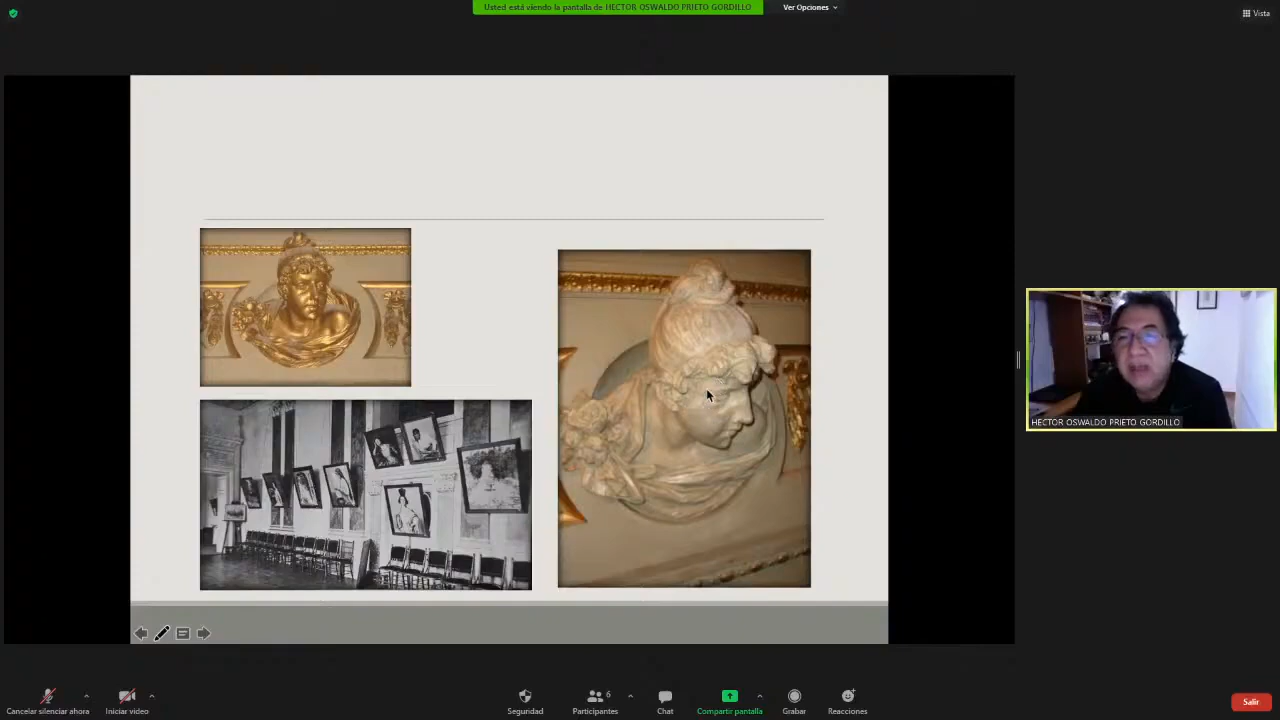 Usted está viendo la pantalla de HECTOR OSWALDO PRIETO GORDILLO
Ver Opciones
Vista
HECTOR OSWALDO PRIETO GORDILLO
Cancelar silenciar ahora
Iniciar video
Seguridad
6
Participantes
Chat
Compartir pantalla
Grabar
Reacciones
Salir